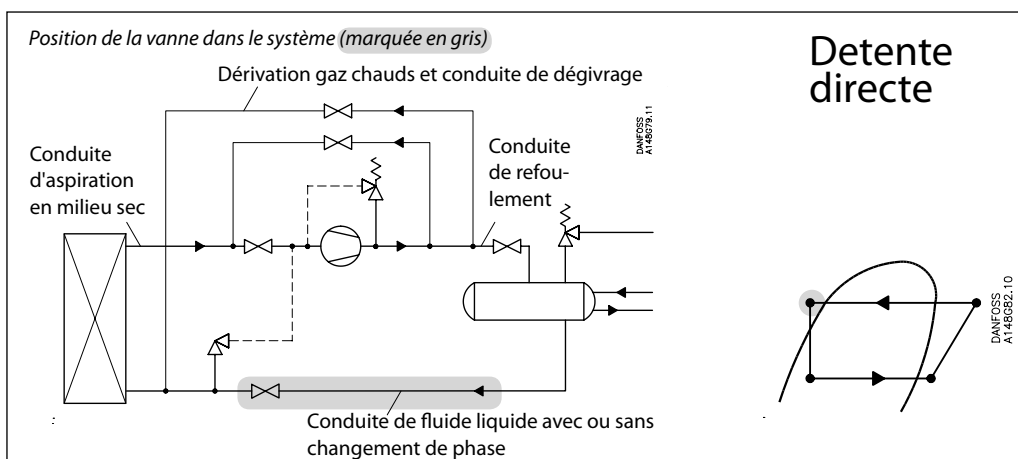 Position de la vanne dans le système (marquée en gris)
Detente
directe
Dérivation gaz chauds et conduite de dégivrage
DANFOSS
A148G79.11
Conduite
d'aspiration
en milieu sec
Conduite
de refou-
lement
DANFOSS
A148G82.10
Conduite de fluide liquide avec ou sans
changement de phase